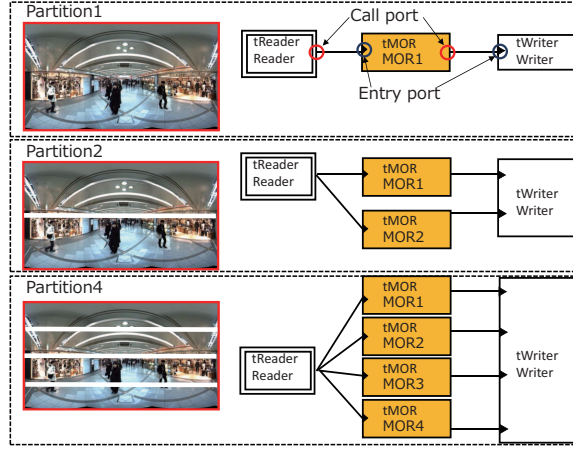 Partition1
Call port
tReader
Reader
tMOR
MOR1
tWriter
Writer
Entry port
Partition2
tReader
Reader
tMOR
MOR1
tMOR
MOR2
tWriter
Writer
Partition4
tReader
Reader
tMOR
MOR1
tMOR
MOR2
tMOR
MOR3
tMOR
MOR4
tWriter
Writer